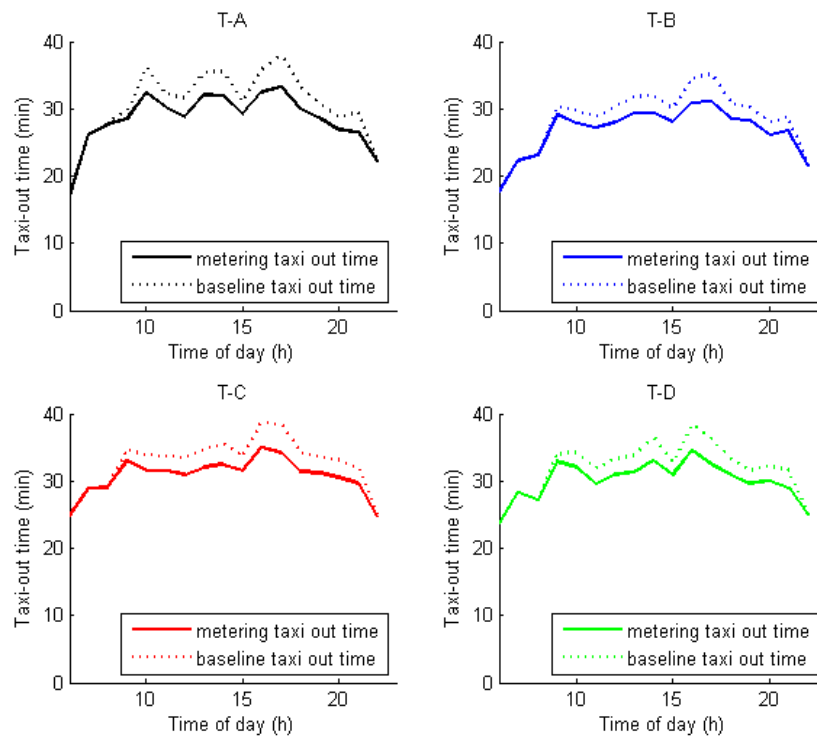 T-A
40
30
20
10
0
Taxi-out time (min)
metering taxi out time
baseline taxi out time
10
15
20
Time of day (h)
T-B
40
30
20
10
0
Taxi-out time (min)
metering taxi out time
baseline taxi out time
10
15
20
Time of day (h)
T-C
40
30
20
10
0
Taxi-out time (min)
metering taxi out time
baseline taxi out time
10
15
20
Time of day (h)
T-D
40
30
20
10
0
Taxi-out time (min)
metering taxi out time
baseline taxi out time
10
15
20
Time of day (h)